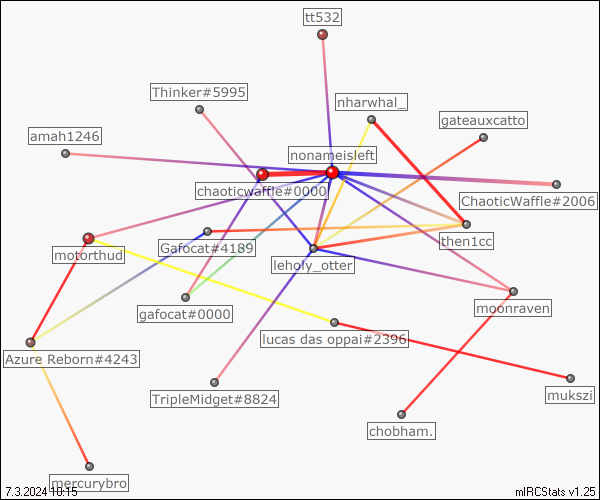 tt532
Thinker#5995
nharwhal_
gateauxcatto
amah1246
nonameisleft
chaoticwaffle#0000
ChaoticWaffle#2006
Gafocat#4189
then1cc
motorthud
leholy_otter
gafocat#0000
moonraven
lucas das oppai#2396
Azure Reborn#4243
TripleMidget#8824
mukszi
chobham.
mercurybro
7.3.2024 10:15
mIRCStats v1.25